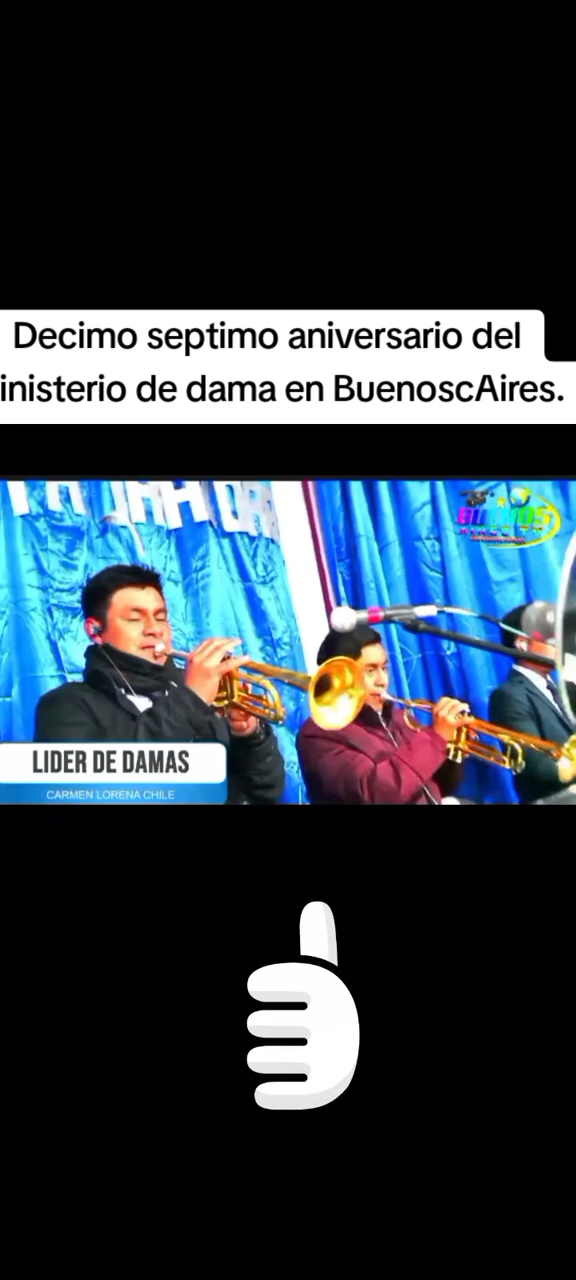 Decimo septimo aniversario del
inisterio de dama en BuenoscAires.
LIDER DE DAMAS
CARMEN LORENA CHILE